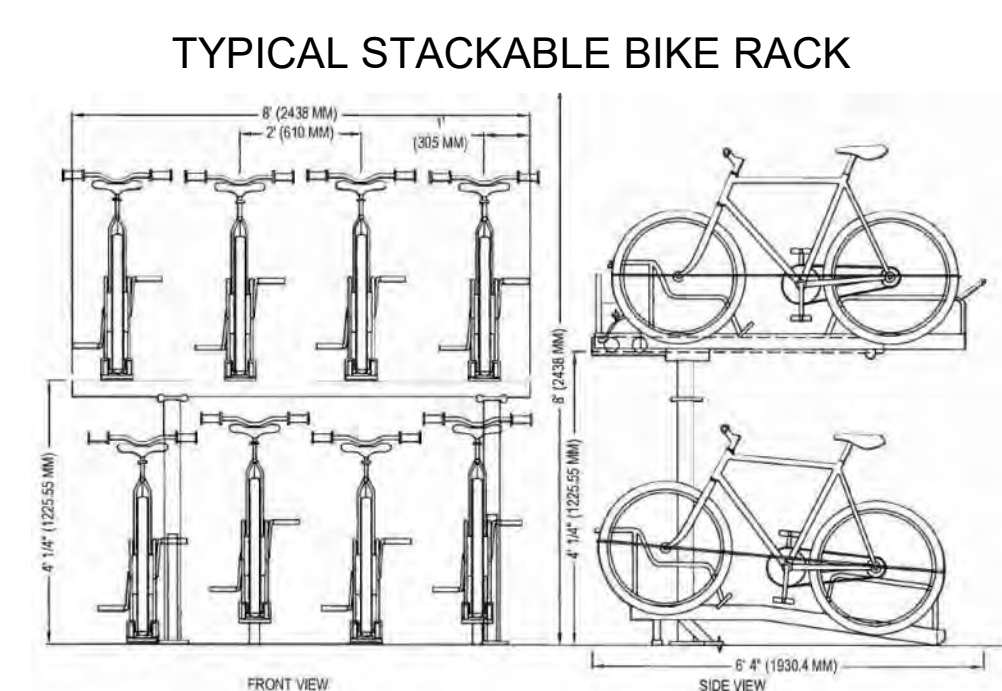 TYPICAL STACKABLE BIKE RACK
8' (2438 MM)
2' (610 MM)
1'
(305 MM)
4' 1/4" (1225.55 MM)
8' (2438 MM)
4' 1/4" (1225.55 MM)
6' 4" (1930.4 MM)
FRONT VIEW
SIDE VIEW